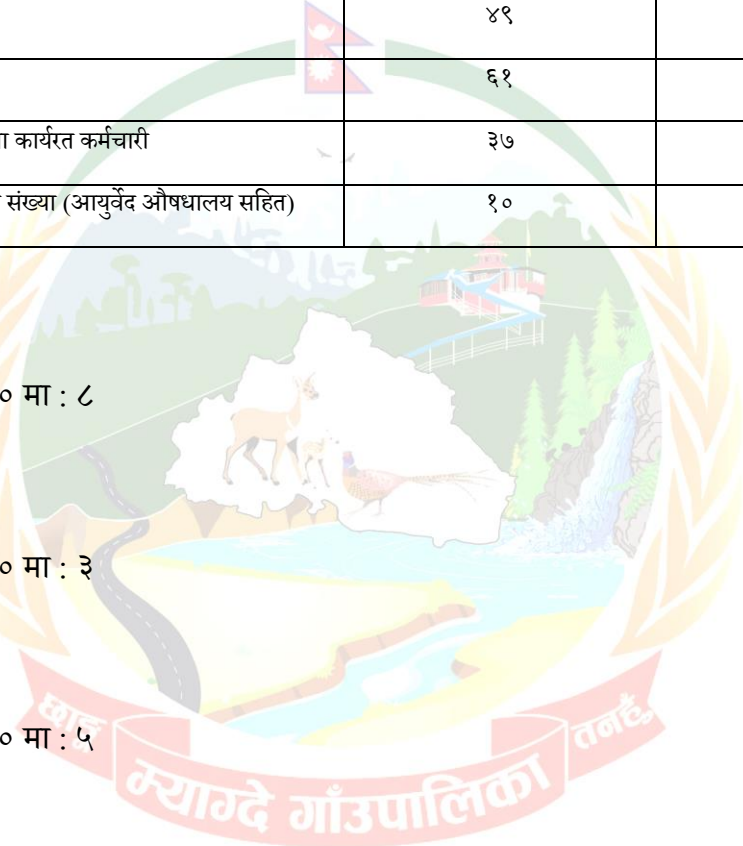 ४९
६१
ा कार्यरत कर्मचारी ३७
संख्या (आयुर्वेद औषधालय सहित) १०
० मा : ८
० मा : ३
० मा : ५
छाङ्ग म्याग्दे गाँउपालिका तनहुँ